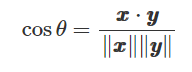 cos θ = x · y / ‖x‖‖y‖